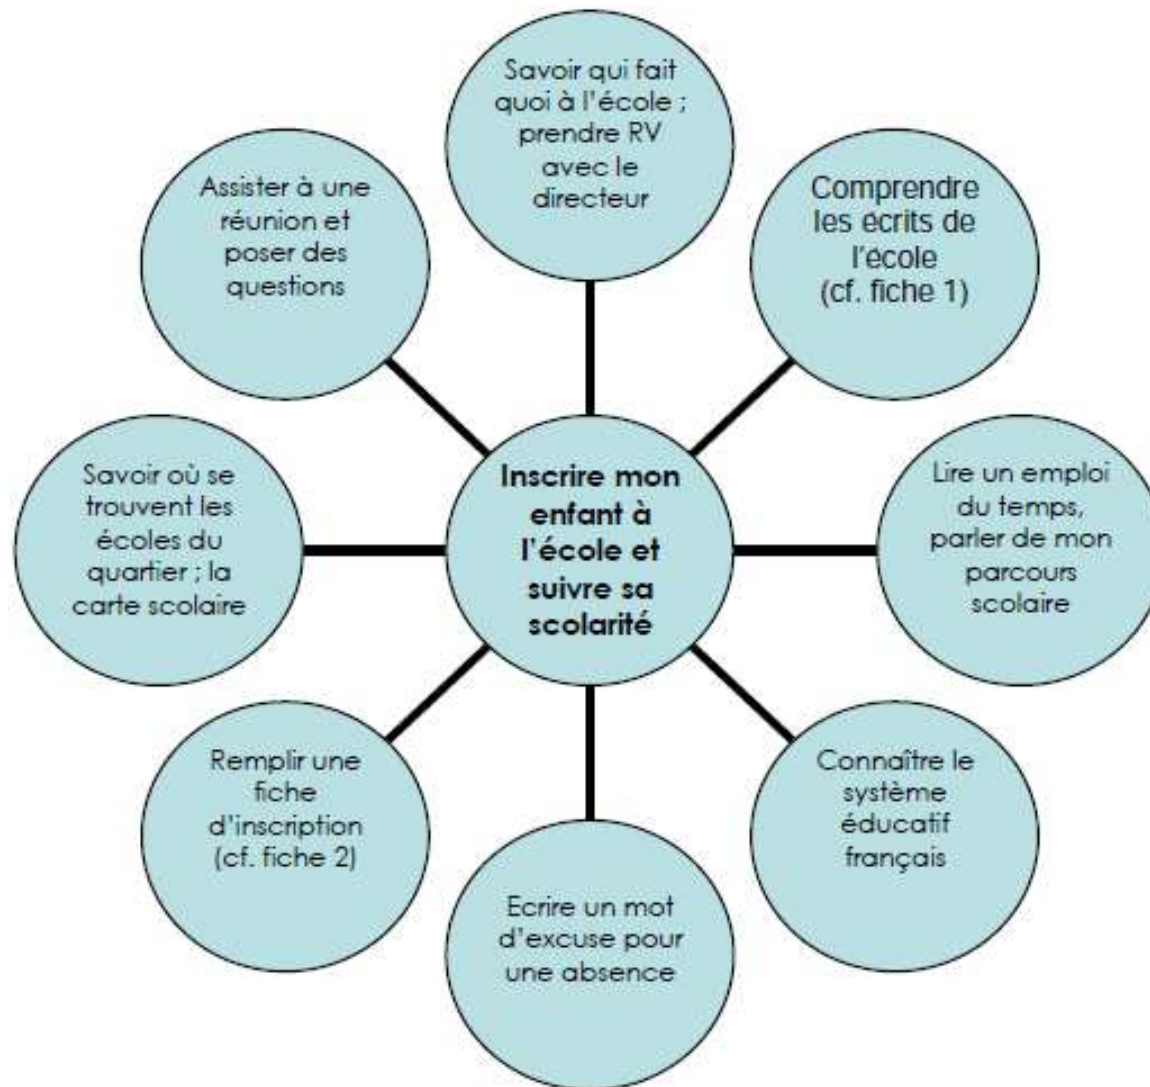 Savoir qui fait
quoi à l'école ;
prendre RV
avec le
directeur
Comprendre
les écrits de
l'école
(cf. fiche 1)
Lire un emploi
du temps,
parler de mon
parcours
scolaire
Connaître le
système
éducatif
français
Ecrire un mot
d'excuse pour
une absence
Remplir une
fiche
d'inscription
(cf. fiche 2)
Savoir où se
trouvent les
écoles du
quartier ; la
carte scolaire
Assister à une
réunion et
poser des
questions
Inscrire mon
enfant à
l'école et
suivre sa
scolarité